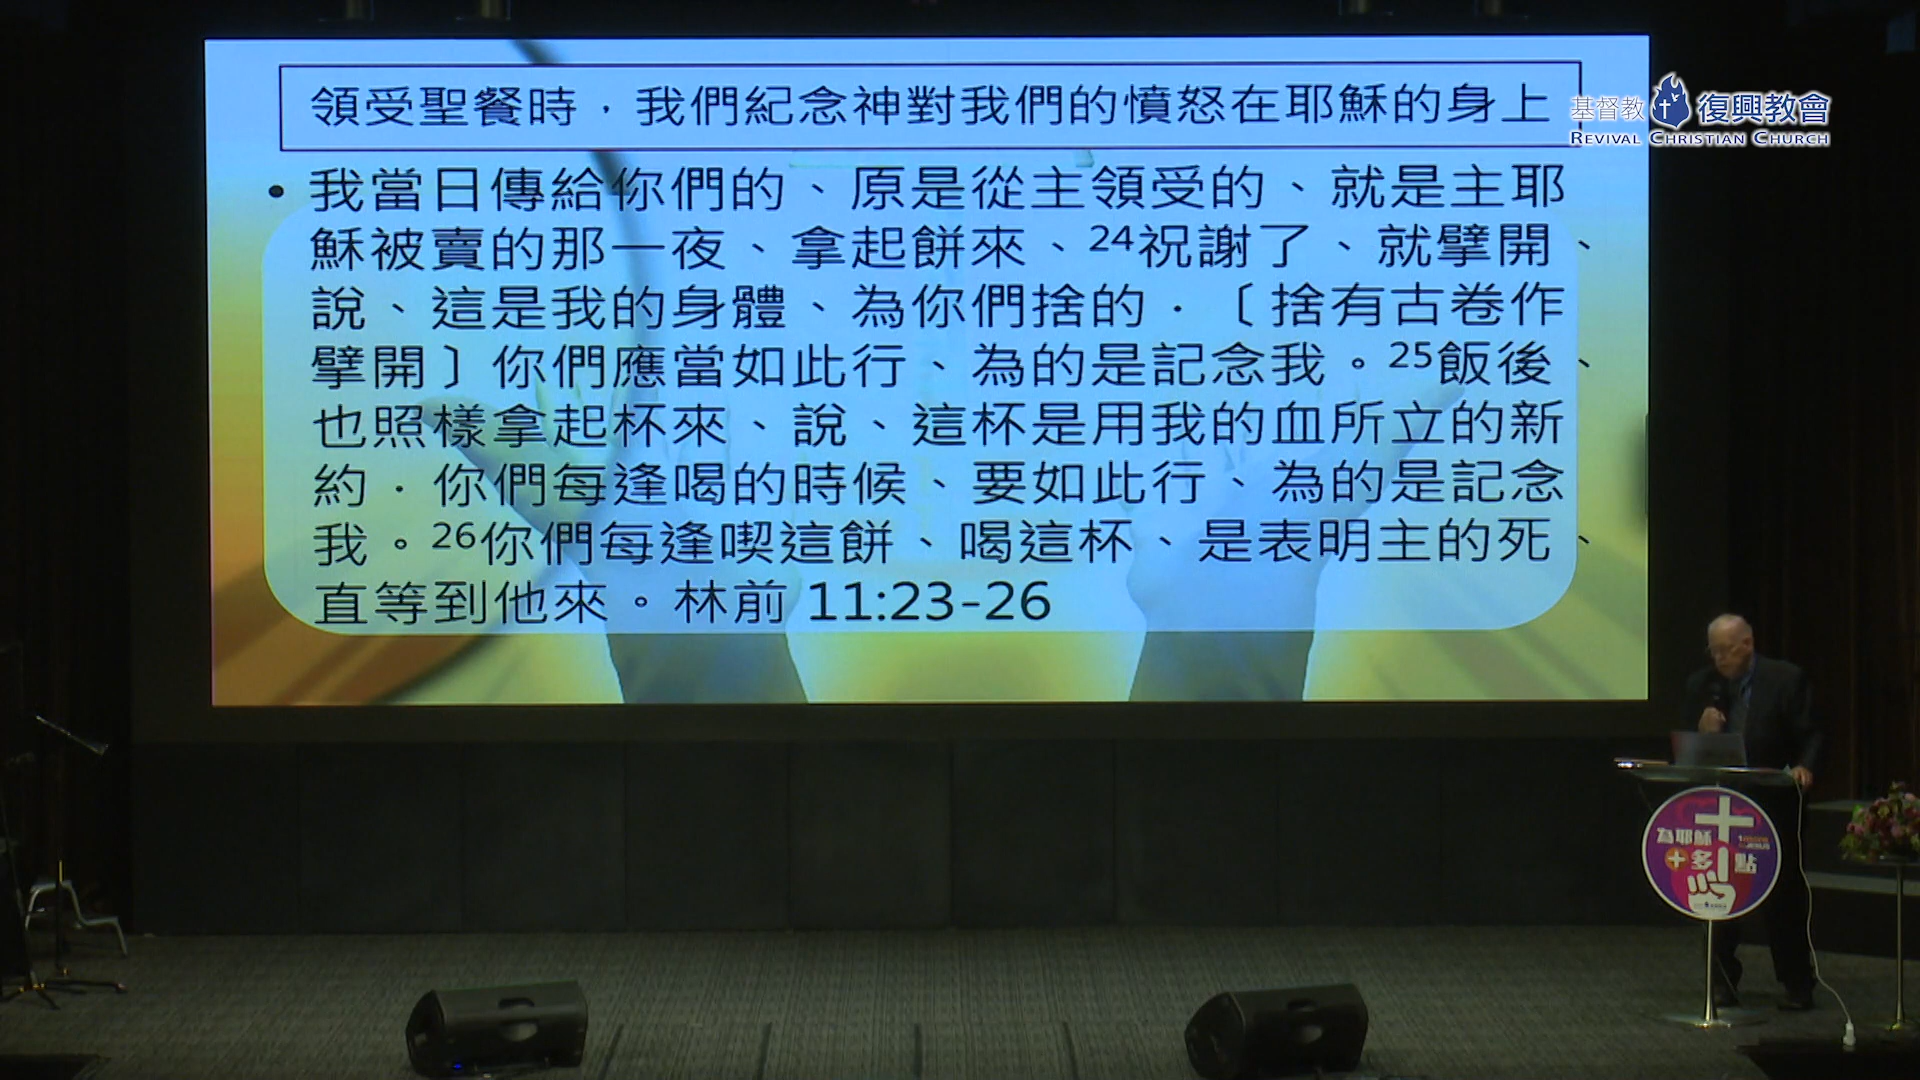 領受聖餐時，我們紀念神對我們的憤怒在耶穌的身上
• 我當日傳給你們的、原是從主領受的、就是主耶
穌被賣的那一夜、拿起餅來、24祝謝了、就擘開、
說、這是我的身體、為你們捨的．〔捨有古卷作
擘開〕你們應當如此行、為的是記念我。25飯後、
也照樣拿起杯來、說、這杯是用我的血所立的新
約．你們每逢喝的時候、要如此行、為的是記念
我。26你們每逢喫這餅、喝這杯、是表明主的死、
直等到他來。林前 11:23-26
基督教 復興教會
REVIVAL CHRISTIAN CHURCH
為耶穌
+多 點